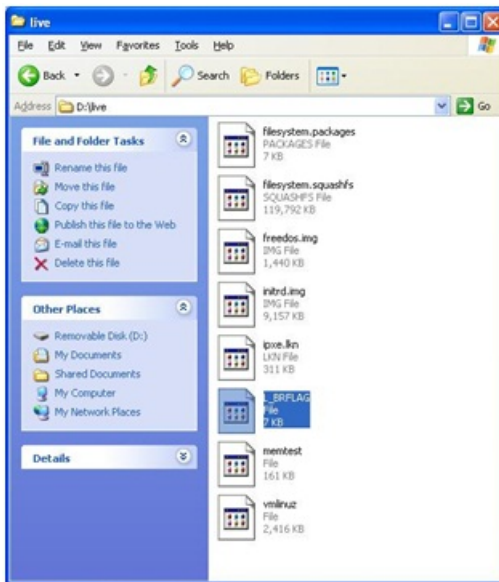 live
File Edit View Favorites Tools Help
Back Search Folders
Address D:\live Go
File and Folder Tasks
Rename this file
Move this file
Copy this file
Publish this file to the Web
E-mail this file
Delete this file
Other Places
Removable Disk (D:)
My Documents
Shared Documents
My Computer
My Network Places
Details
filesystem.packages
PACKAGES File
7 KB
filesystem.squashfs
SQUASHFS File
119,792 KB
freedos.img
IMG File
1,440 KB
initrd.img
IMG File
9,157 KB
ipxe.lkn
LKN File
311 KB
L_BRFLAG
File
7 KB
memtest
File
161 KB
vmlinuz
File
2,416 KB